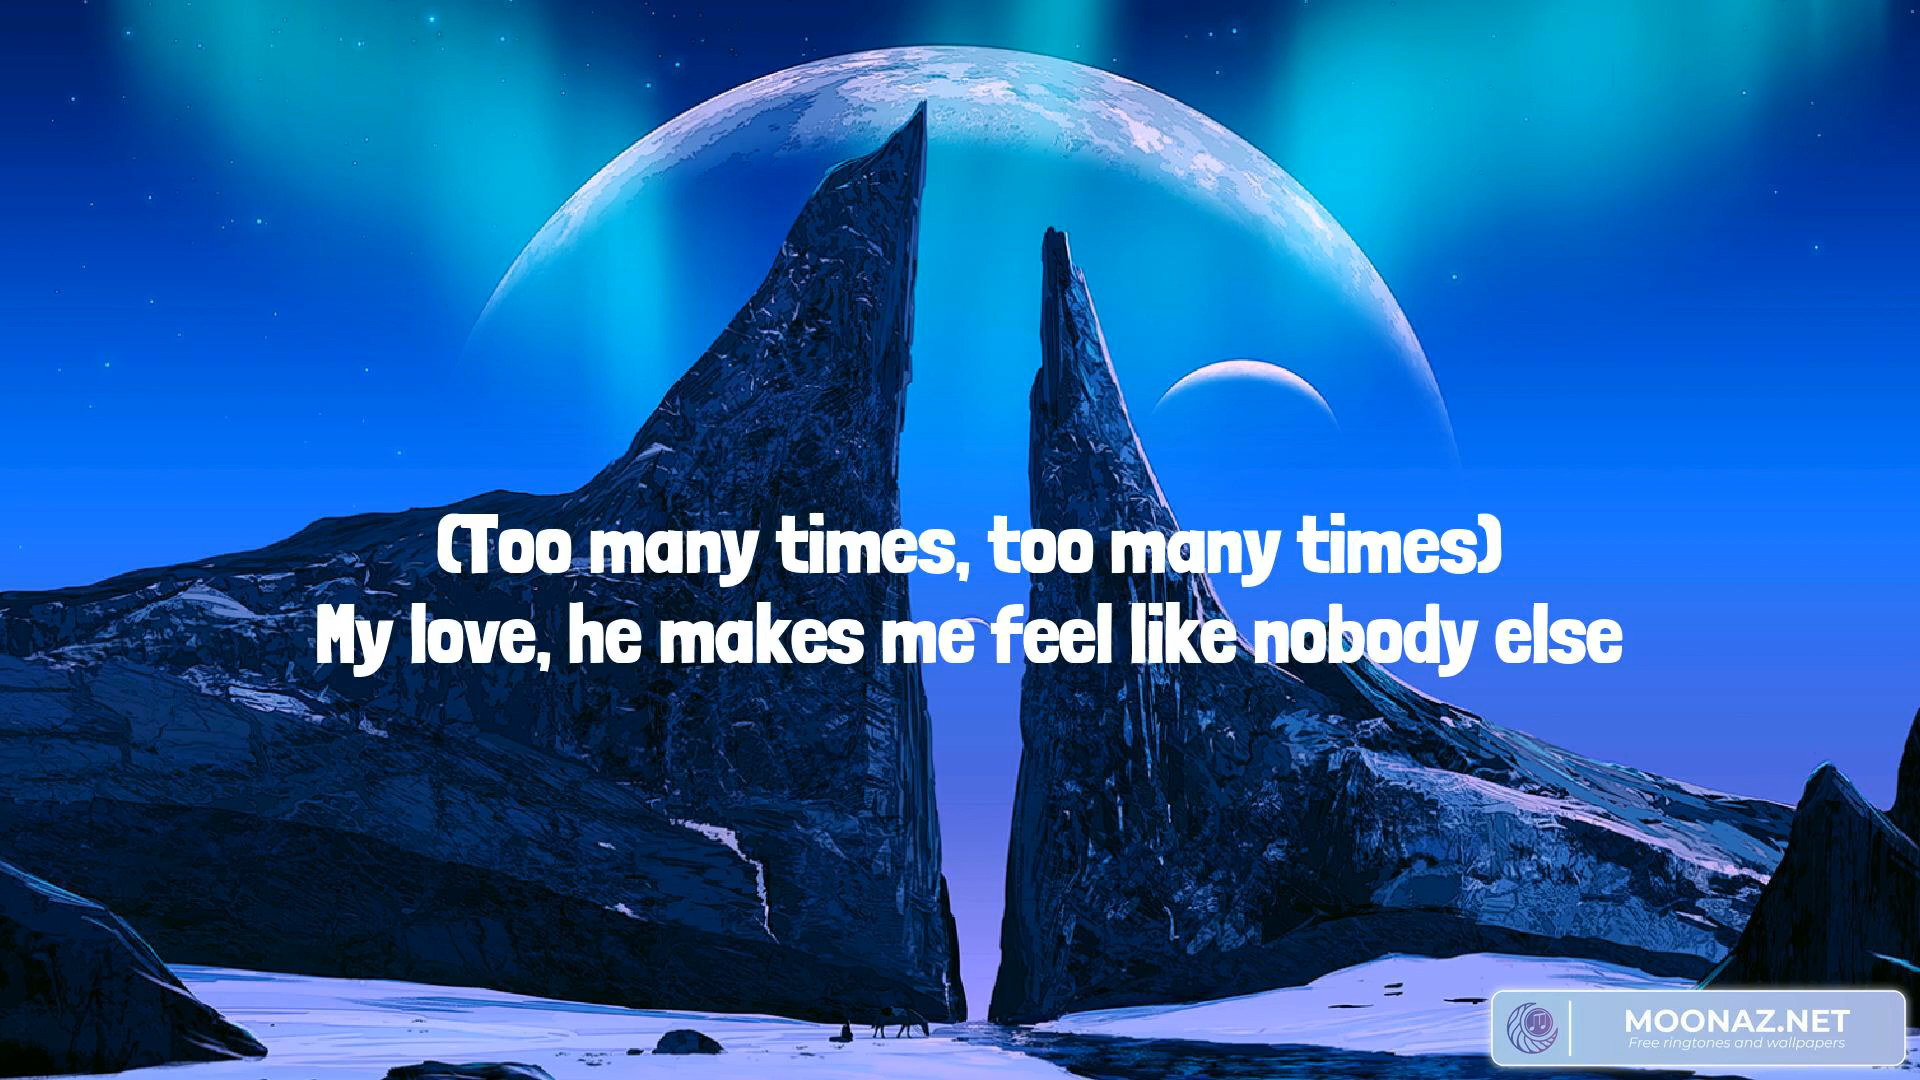 (Too many times, too many times)
My love, he makes me feel like nobody else
MOONAZ.NET
Free ringtones and wallpapers